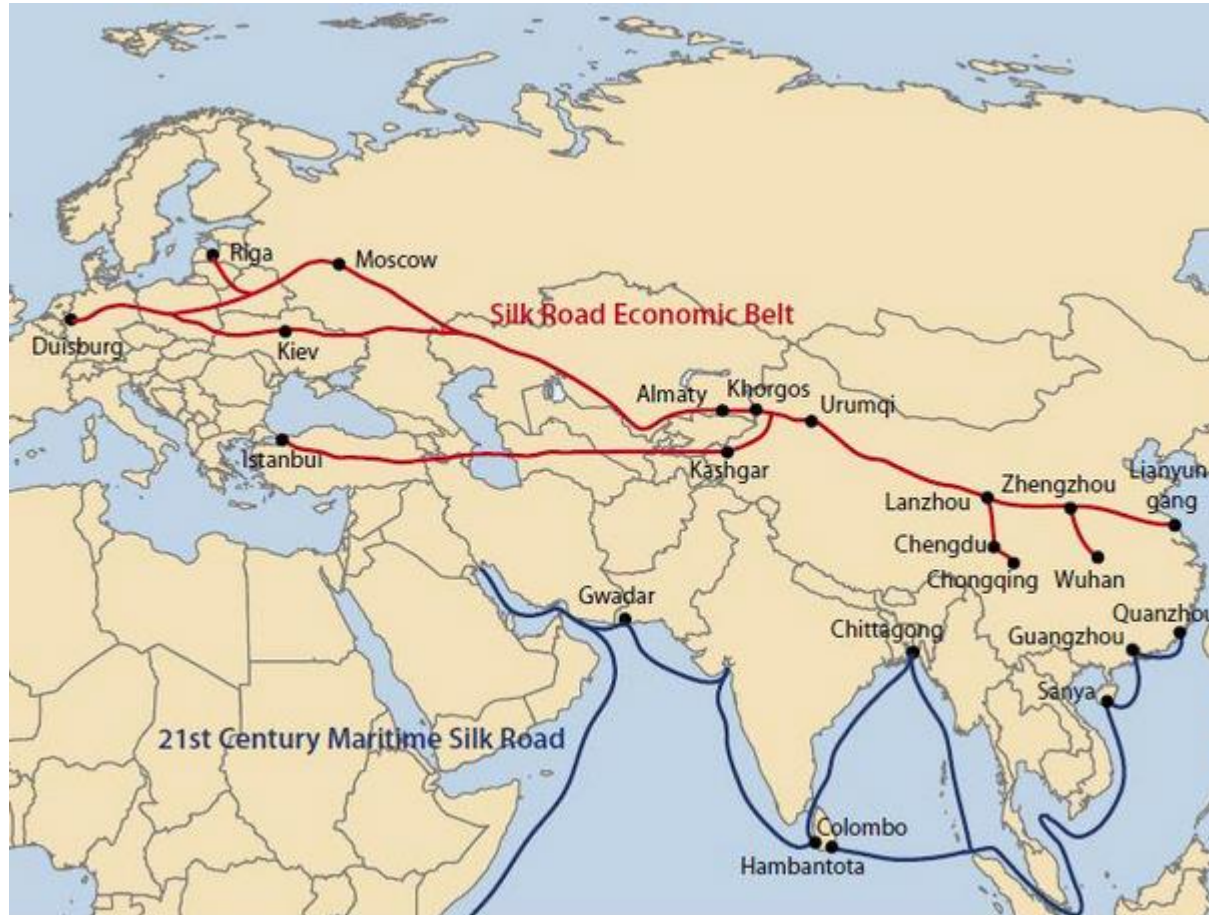 Riga
Moscow
Silk Road Economic Belt
Duisburg
Kiev
Almaty
Khorgos
Urumqi
Istanbul
Kashgar
Lianyun
gang
Zhengzhou
Lanzhou
Chengdu
Chongqing
Wuhan
Gwadar
Quanzhou
Chittagong
Guangzhou
Sanya
21st Century Maritime Silk Road
Colombo
Hambantota